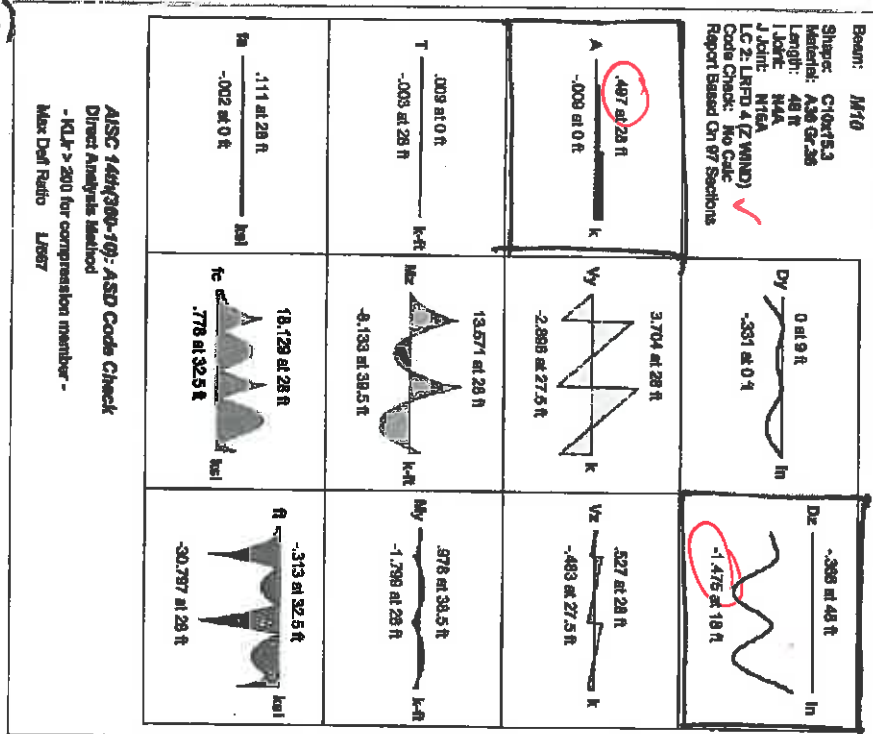 Beam: M10
Shape: C10x15.3
Material: A36 Gr.36
Length: 48 ft
I Joint: N4A
J Joint: N16A
LC 2: LRFD 4 (Z WIND)
Code Check: No Calc
Report Based On 97 Sections
Dy
0 at 9 ft
-.331 at 0 ft
in
Dz
-.368 at 48 ft
-1.475 at 18 ft
in
A
.497 at 28 ft
-.009 at 0 ft
k
Vy
3.704 at 28 ft
-2.898 at 27.5 ft
k
Vz
.527 at 28 ft
-.483 at 27.5 ft
k
T
.009 at 0 ft
-.003 at 28 ft
k-ft
Mz
13.571 at 28 ft
-8.133 at 39.5 ft
k-ft
My
.978 at 38.5 ft
-1.799 at 28 ft
k-ft
fa
.111 at 28 ft
-.002 at 0 ft
ksi
fc
18.129 at 28 ft
.778 at 32.5 ft
ksi
ft
-.313 at 32.5 ft
-30.797 at 28 ft
ksi
AISC 14th(360-10): ASD Code Check
Direct Analysis Method
- KL/r > 200 for compression member -
Max Defl Ratio L/667